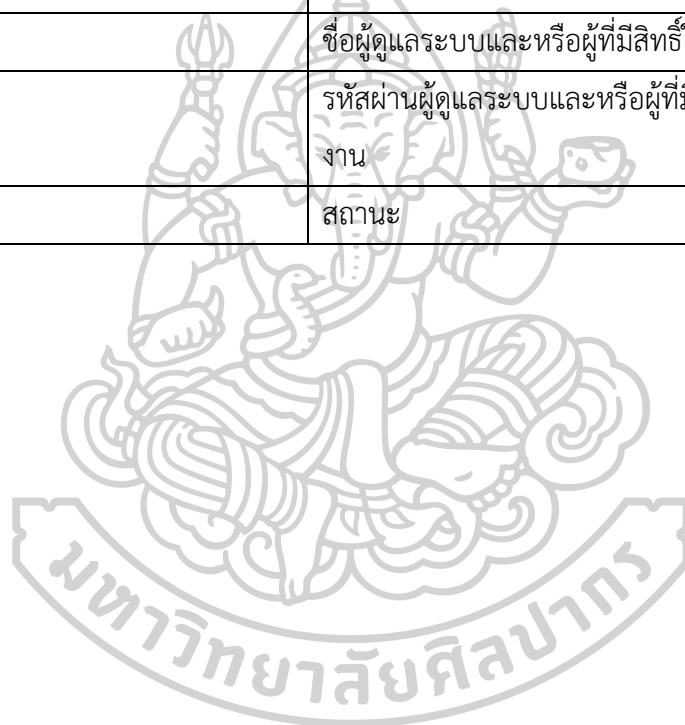 ชื่อผู้ดูแลระบบและหรือผู้ที่มีสิทธิ์
รหัสผ่านผู้ดูแลระบบและหรือผู้ที่
งาน
สถานะ
มหาวิทยาลัยศิลปากร